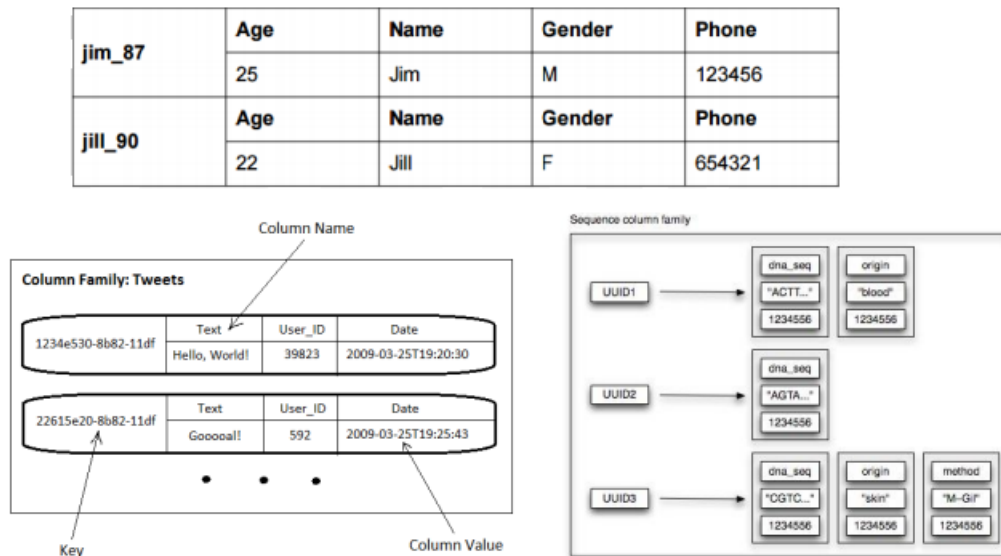 jim_87 Age Name Gender Phone
25 Jim M 123456
jill_90 Age Name Gender Phone
22 Jill F 654321
Column Name
Column Family: Tweets
1234e530-8b82-11df Text User_ID Date
Hello, World! 39823 2009-03-25T19:20:30
22615e20-8b82-11df Text User_ID Date
Gooooal! 592 2009-03-25T19:25:43
Key
Column Value
Sequence column family
UUID1
dna_seq origin
"ACTT..." "blood"
1234556 1234556
UUID2
dna_seq
"AGTA..."
1234556
UUID3
dna_seq origin method
"CGTC..." "skin" "M-Gil"
1234556 1234556 1234556